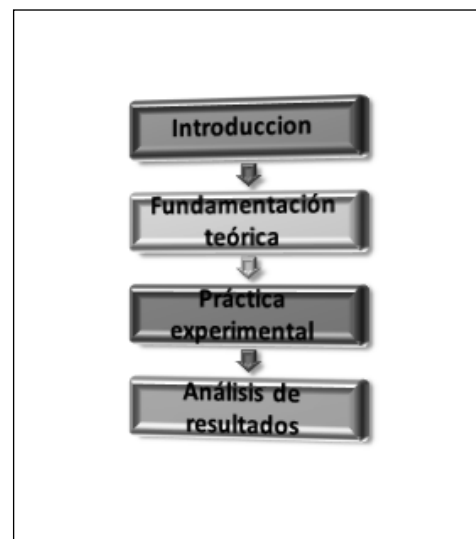 Introduccion
Fundamentación
teórica
Práctica
experimental
Análisis de
resultados